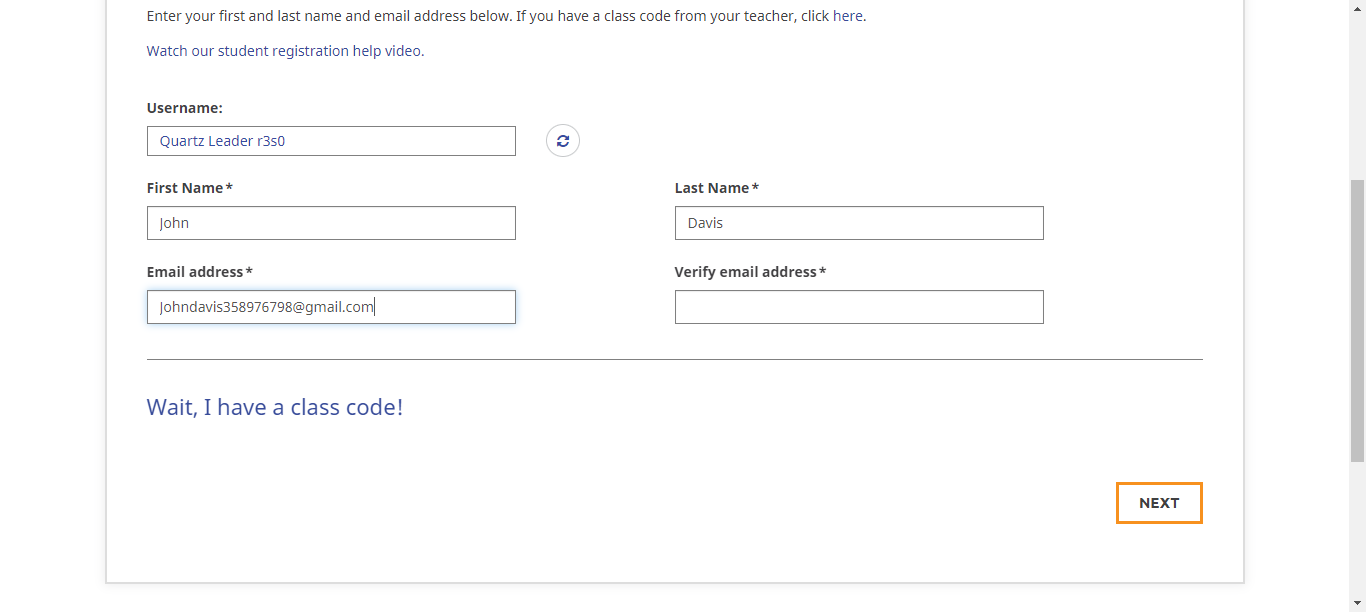 Enter your first and last name and email address below. If you have a class code from your teacher, click here.
Watch our student registration help video.
Username:
Quartz Leader r3s0
First Name*
Last Name*
John
Davis
Email address*
Verify email address*
Johndavis358976798@gmail.com
Wait, I have a class code!
NEXT